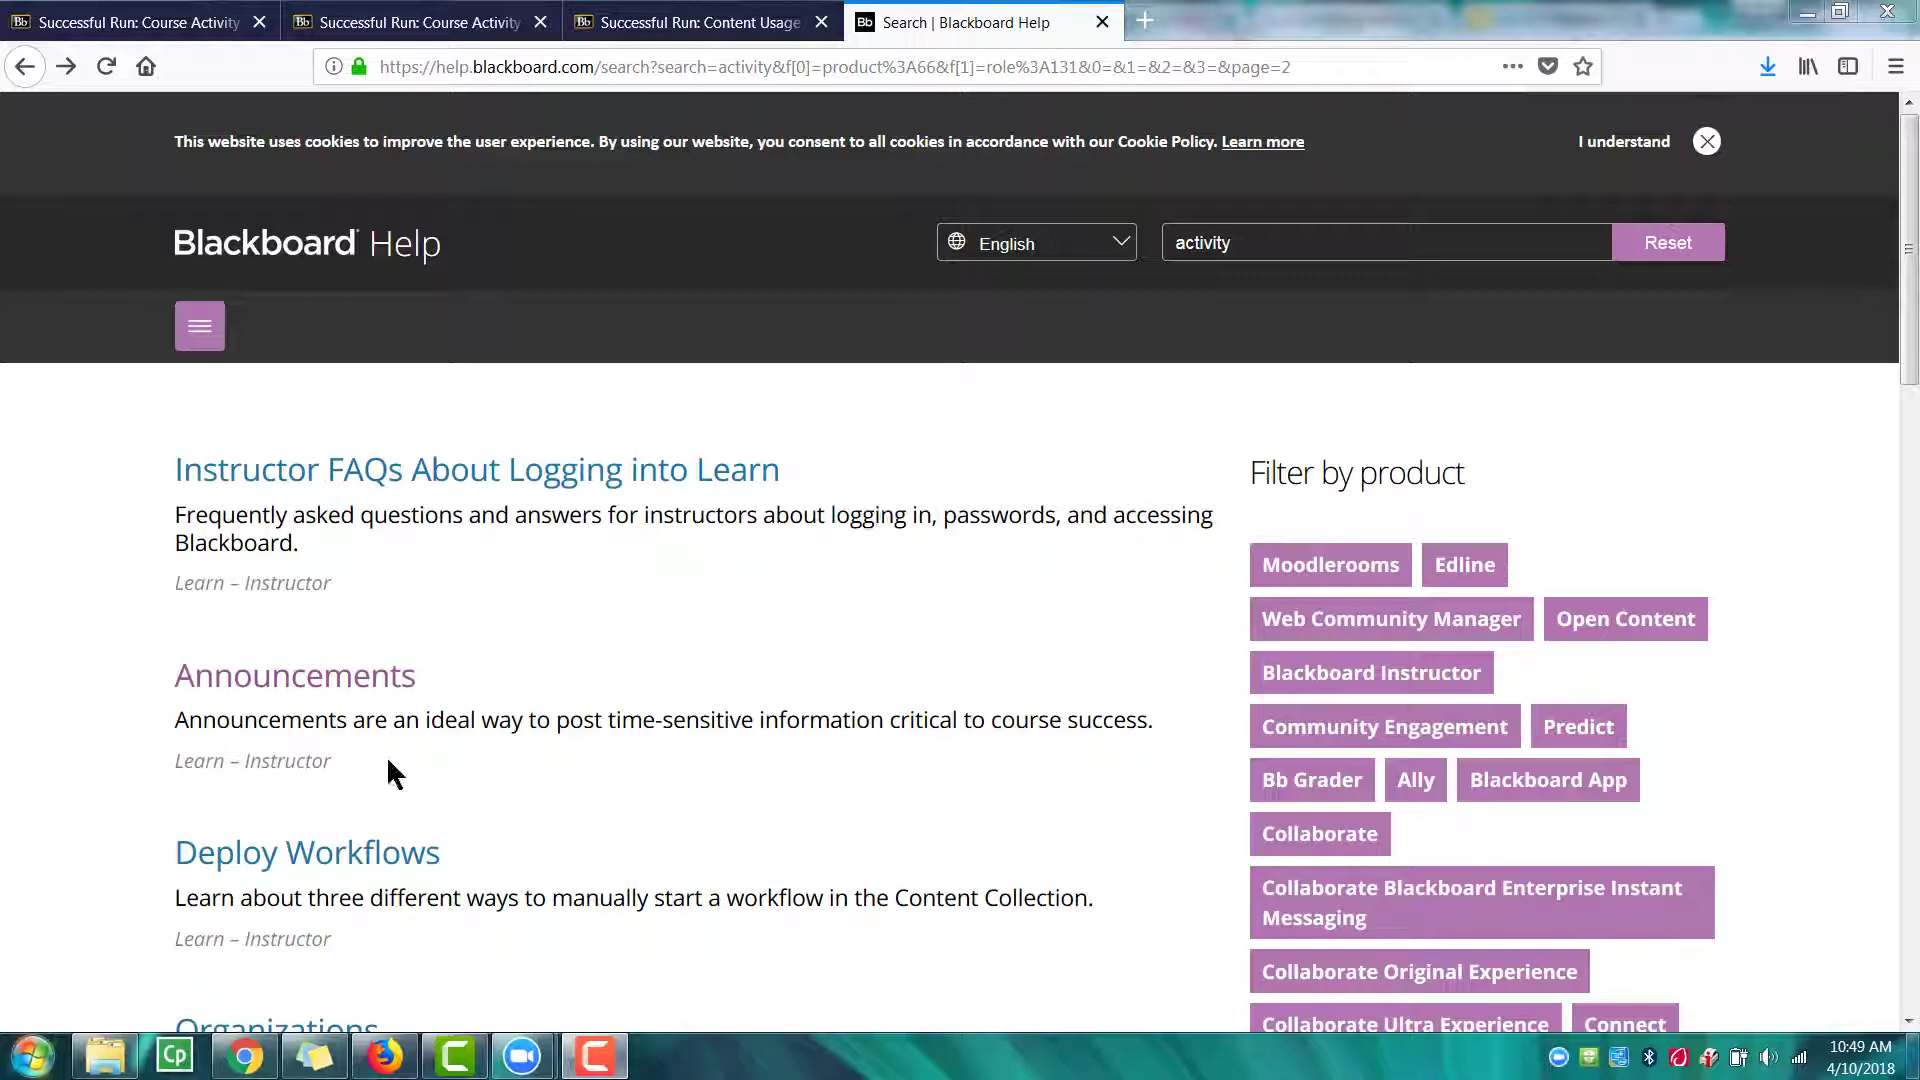 Bb Successful Run: Course Activity
Bb Successful Run: Course Activity
Bb Successful Run: Content Usage
Bb Search | Blackboard Help
https://help.blackboard.com/search?search=activity&f[0]=product%3A66&f[1]=role%3A131&0=&1=&2=&3=&page=2
This website uses cookies to improve the user experience. By using our website, you consent to all cookies in accordance with our Cookie Policy. Learn more
I understand
Blackboard Help
English
activity
Reset
Instructor FAQs About Logging into Learn
Frequently asked questions and answers for instructors about logging in, passwords, and accessing
Blackboard.
Learn – Instructor
Announcements
Announcements are an ideal way to post time-sensitive information critical to course success.
Learn – Instructor
Deploy Workflows
Learn about three different ways to manually start a workflow in the Content Collection.
Learn – Instructor
Organizations
Filter by product
Moodlerooms
Edline
Web Community Manager
Open Content
Blackboard Instructor
Community Engagement
Predict
Bb Grader
Ally
Blackboard App
Collaborate
Collaborate Blackboard Enterprise Instant
Messaging
Collaborate Original Experience
Collaborate Ultra Experience
Connect
Cp
10:49 AM
4/10/2018